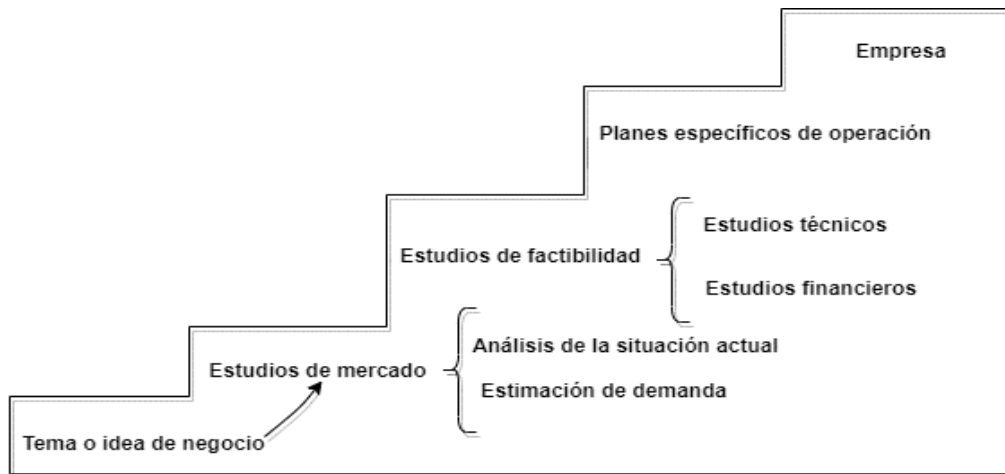 Empresa
Planes específicos de operación
Estudios de factibilidad
Estudios técnicos
Estudios financieros
Estudios de mercado
Análisis de la situación actual
Estimación de demanda
Tema o idea de negocio